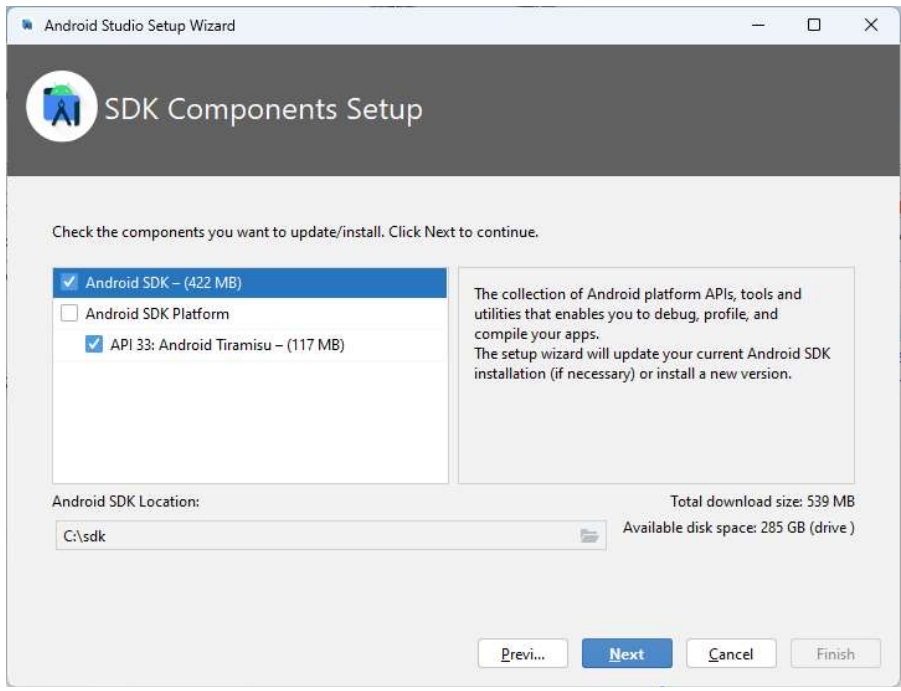 Android Studio Setup Wizard
SDK Components Setup
Check the components you want to update/install. Click Next to continue.
Android SDK – (422 MB)
Android SDK Platform
API 33: Android Tiramisu – (117 MB)
The collection of Android platform APIs, tools and
utilities that enables you to debug, profile, and
compile your apps.
The setup wizard will update your current Android SDK
installation (if necessary) or install a new version.
Android SDK Location:
Total download size: 539 MB
C:\sdk
Available disk space: 285 GB (drive )
Previ...
Next
Cancel
Finish